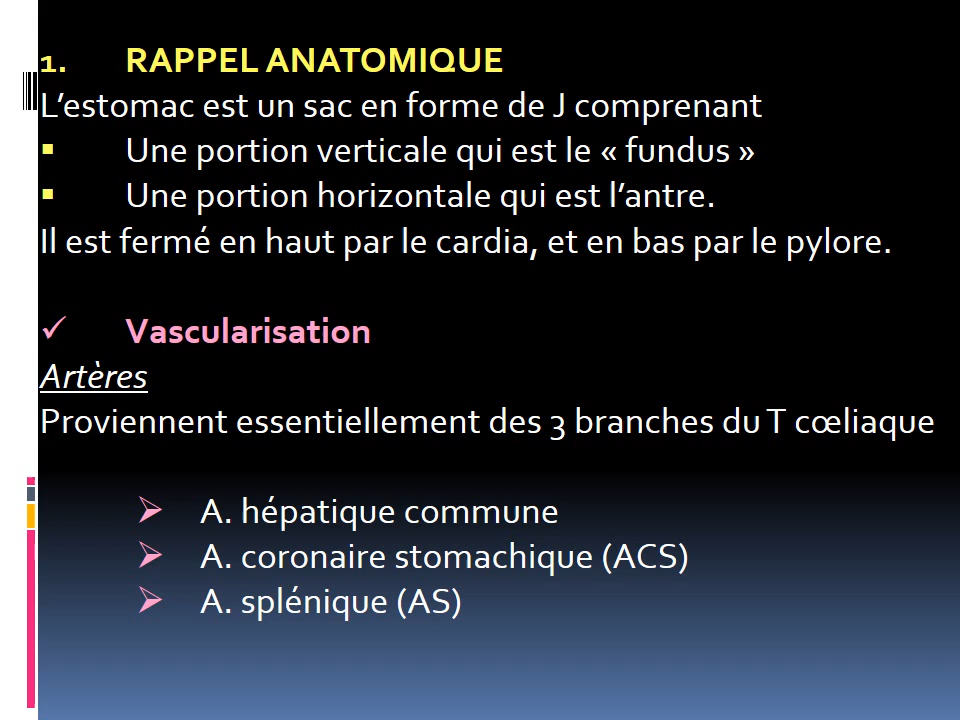 1. RAPPEL ANATOMIQUE
L’estomac est un sac en forme de J comprenant
▪ Une portion verticale qui est le « fundus »
▪ Une portion horizontale qui est l’antre.
Il est fermé en haut par le cardia, et en bas par le pylore.
✓ Vascularisation
Artères
Proviennent essentiellement des 3 branches du T cœliaque
➢ A. hépatique commune
➢ A. coronaire stomachique (ACS)
➢ A. splénique (AS)